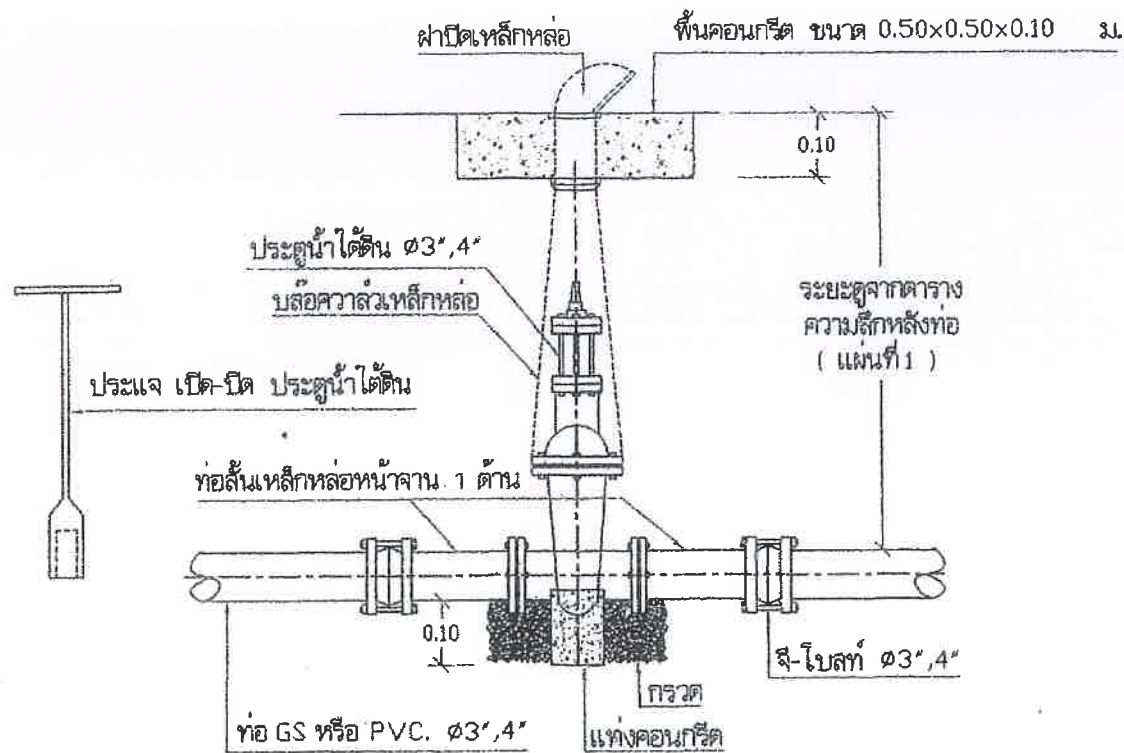 ฝาปิดเหล็กหล่อ
พื้นคอนกรีต ขนาด 0.50×0.50×0.10 ม.
0.10
ประตูน้ำใต้ดิน ø3",4"
บล๊อควาล์วเหล็กหล่อ
ระยะดูจากตาราง
ความลึกหลังท่อ
( แผ่นที่1 )
ประแจ เปิด-ปิด ประตูน้ำใต้ดิน
ท่อสั้นเหล็กหล่อหน้าจาน 1 ด้าน
0.10
จี-โบลท์ ø3",4"
กรวด
ท่อ GS หรือ PVC. ø3",4"
แท่งคอนกรีต